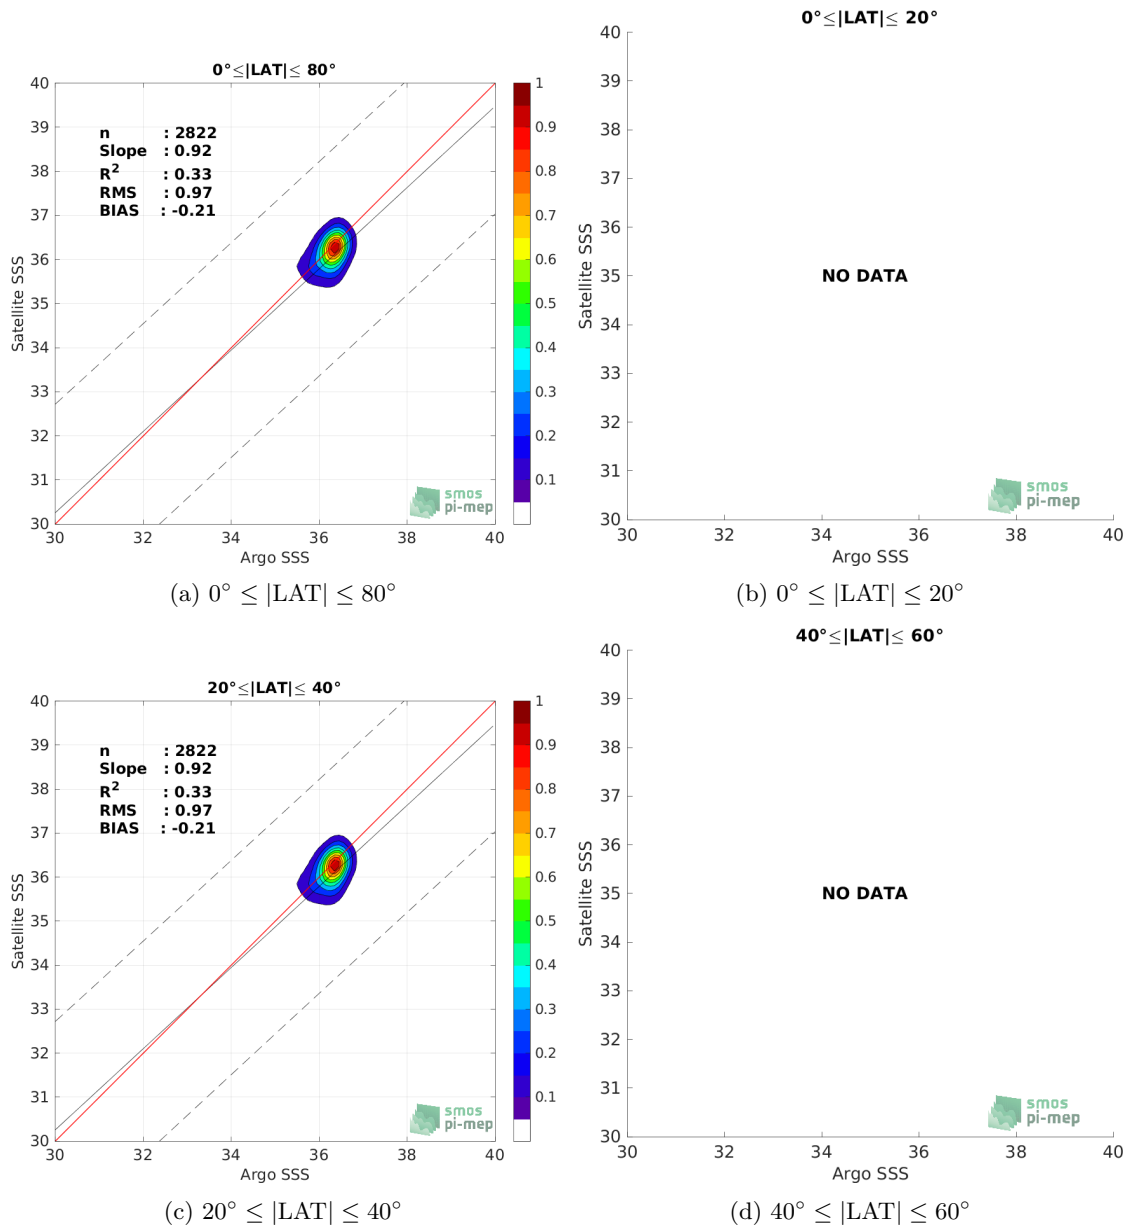 0°≤|LAT|≤ 80°
40
39
38
37
36
35
34
33
32
31
30
n : 2822
Slope : 0.92
R² : 0.33
RMS : 0.97
BIAS : -0.21
Satellite SSS
30 32 34 36 38 40
Argo SSS
1
0.9
0.8
0.7
0.6
0.5
0.4
0.3
0.2
0.1
smos
pi-mep
(a) 0° ≤ |LAT| ≤ 80°
0°≤|LAT|≤ 20°
40
39
38
37
36
35
34
33
32
31
30
Satellite SSS
NO DATA
smos
pi-mep
30 32 34 36 38 40
Argo SSS
(b) 0° ≤ |LAT| ≤ 20°
20°≤|LAT|≤ 40°
40
39
38
37
36
35
34
33
32
31
30
n : 2822
Slope : 0.92
R² : 0.33
RMS : 0.97
BIAS : -0.21
Satellite SSS
30 32 34 36 38 40
Argo SSS
1
0.9
0.8
0.7
0.6
0.5
0.4
0.3
0.2
0.1
smos
pi-mep
(c) 20° ≤ |LAT| ≤ 40°
40°≤|LAT|≤ 60°
40
39
38
37
36
35
34
33
32
31
30
Satellite SSS
NO DATA
smos
pi-mep
30 32 34 36 38 40
Argo SSS
(d) 40° ≤ |LAT| ≤ 60°